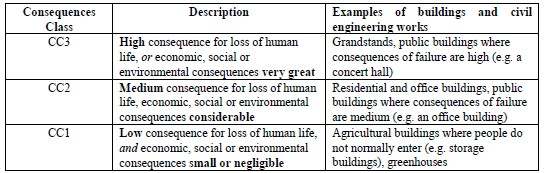 Consequences Class
Description
Examples of buildings and civil engineering works
CC3
High consequence for loss of human life, or economic, social or environmental consequences very great
Grandstands, public buildings where consequences of failure are high (e.g. a concert hall)
CC2
Medium consequence for loss of human life, economic, social or environmental consequences considerable
Residential and office buildings, public buildings where consequences of failure are medium (e.g. an office building)
CC1
Low consequence for loss of human life, and economic, social or environmental consequences small or negligible
Agricultural buildings where people do not normally enter (e.g. storage buildings), greenhouses